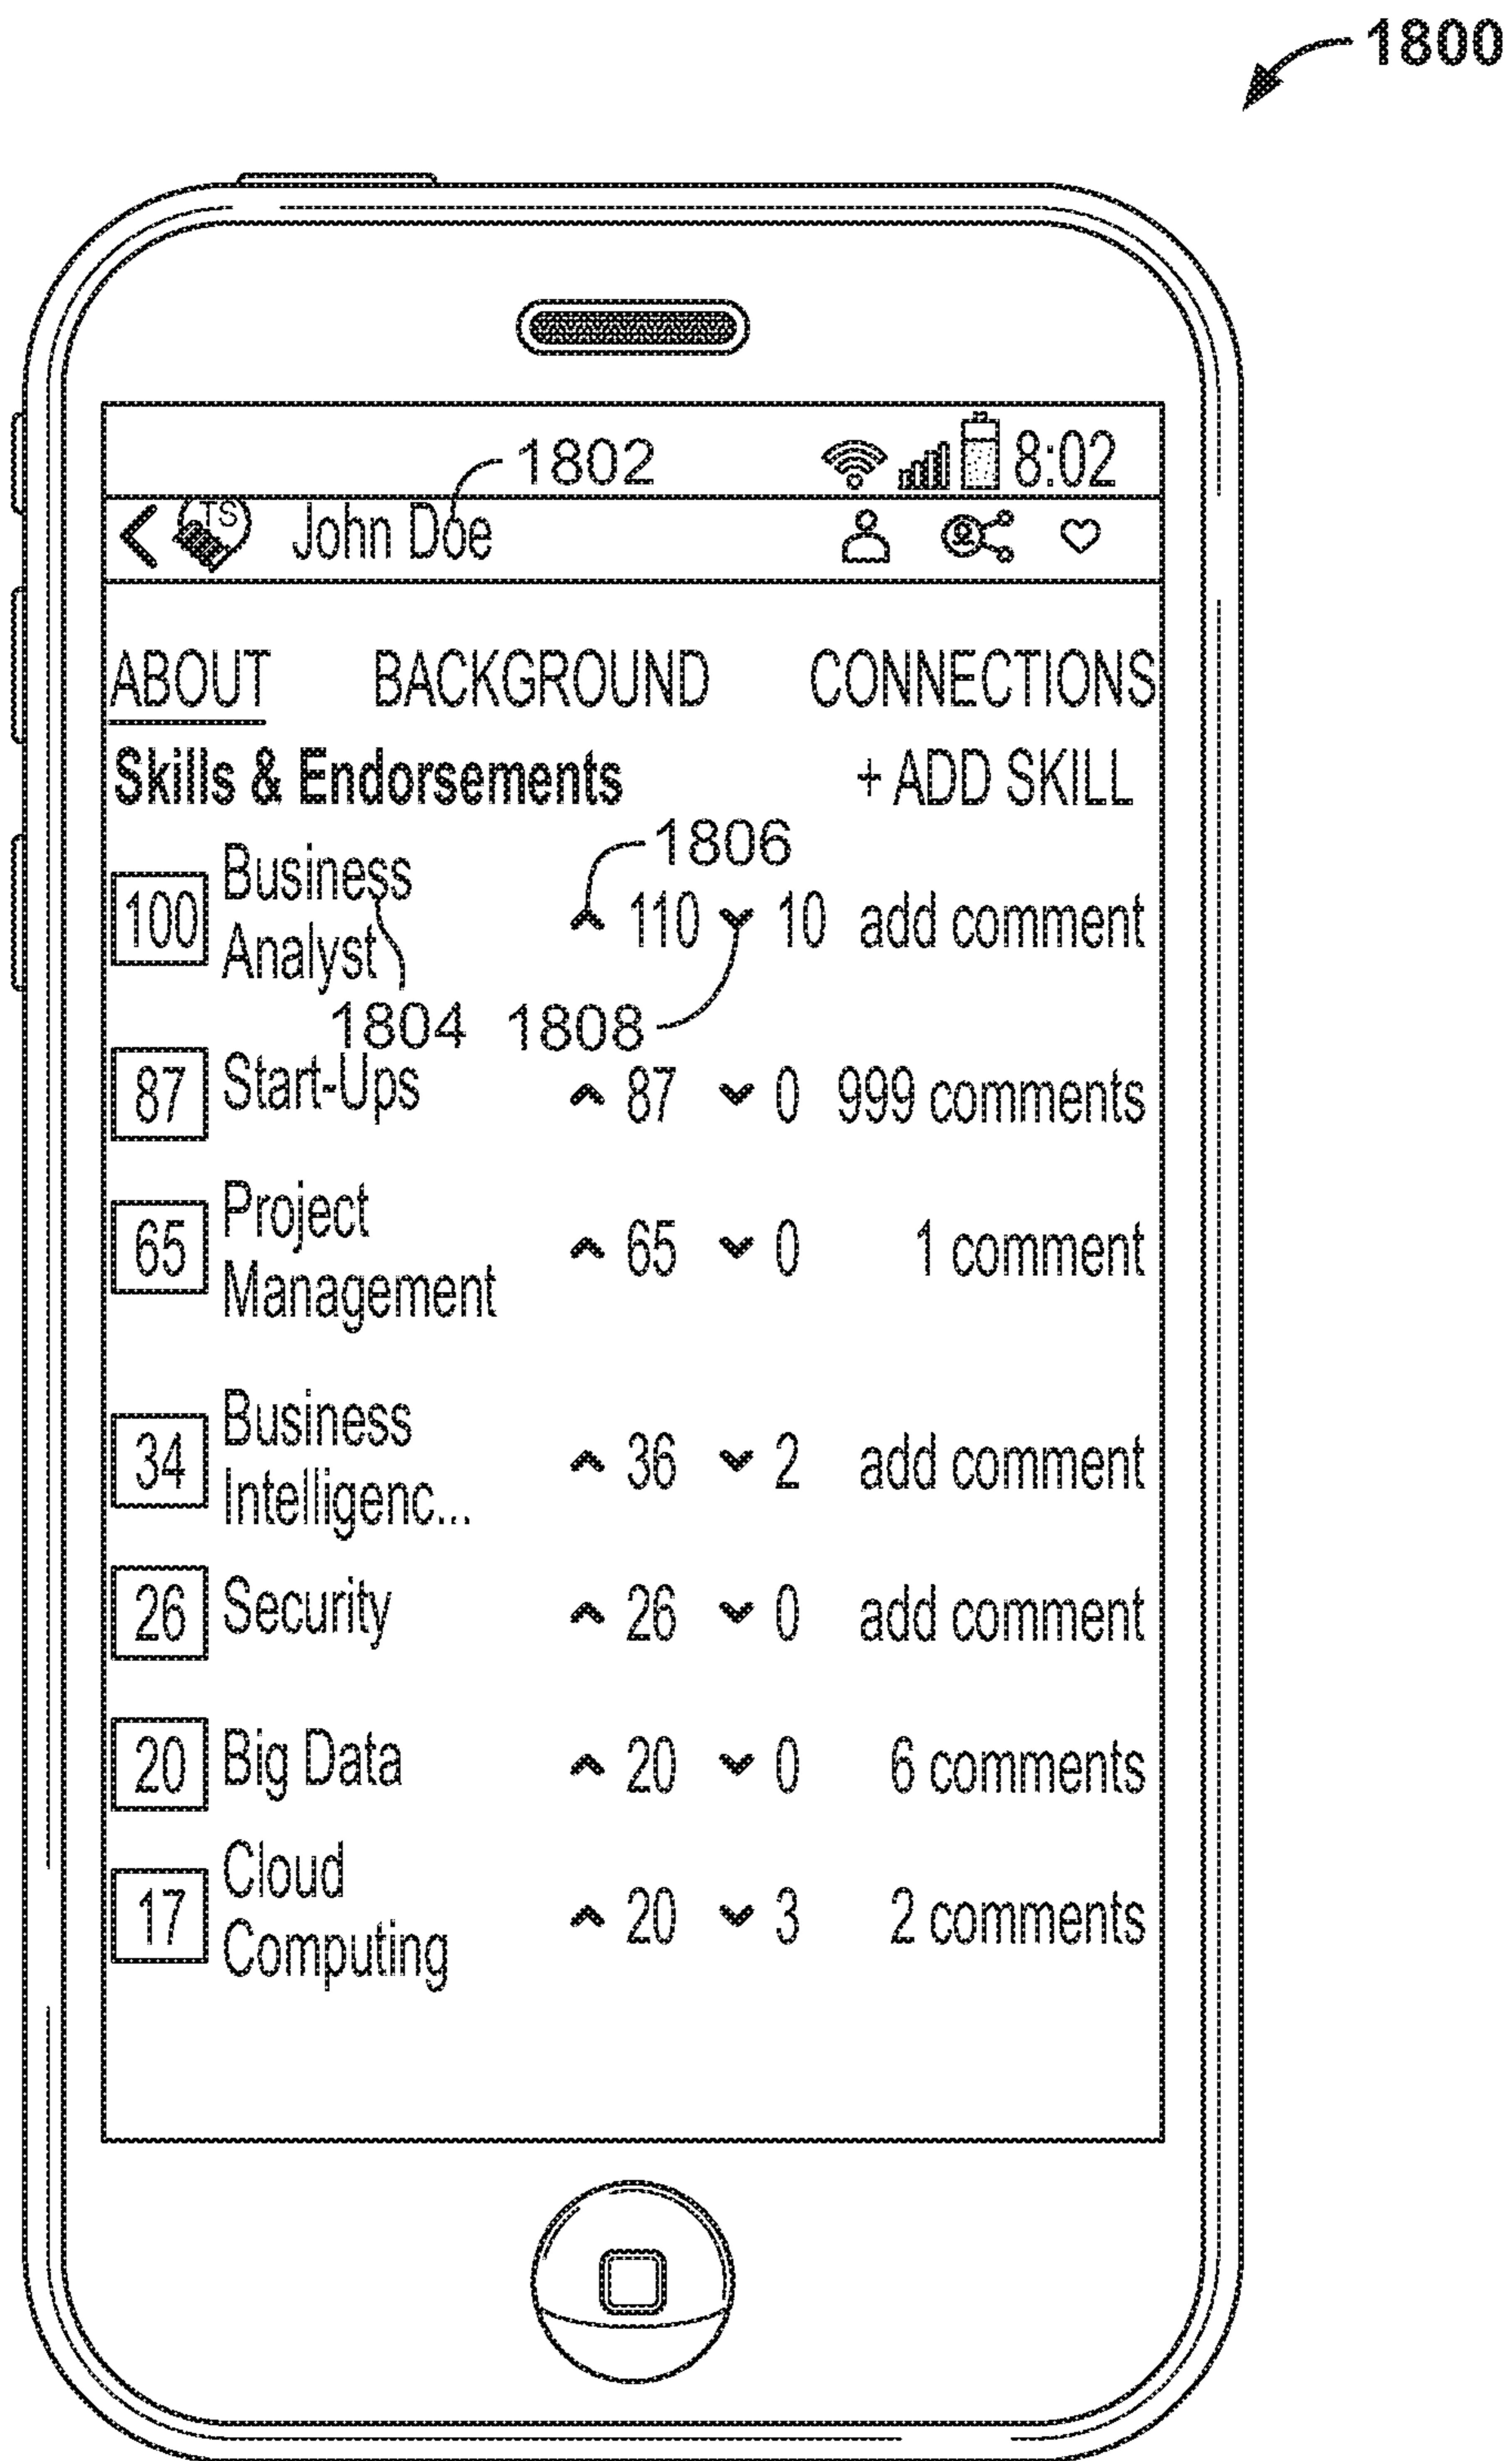 1800
1802
8:02
TS John Doe
ABOUT BACKGROUND CONNECTIONS
Skills & Endorsements + ADD SKILL
1806
100 Business Analyst 110 10 add comment
1804 1808
87 Start-Ups 87 0 999 comments
65 Project Management 65 0 1 comment
34 Business Intelligenc... 36 2 add comment
26 Security 26 0 add comment
20 Big Data 20 0 6 comments
17 Cloud Computing 20 3 2 comments